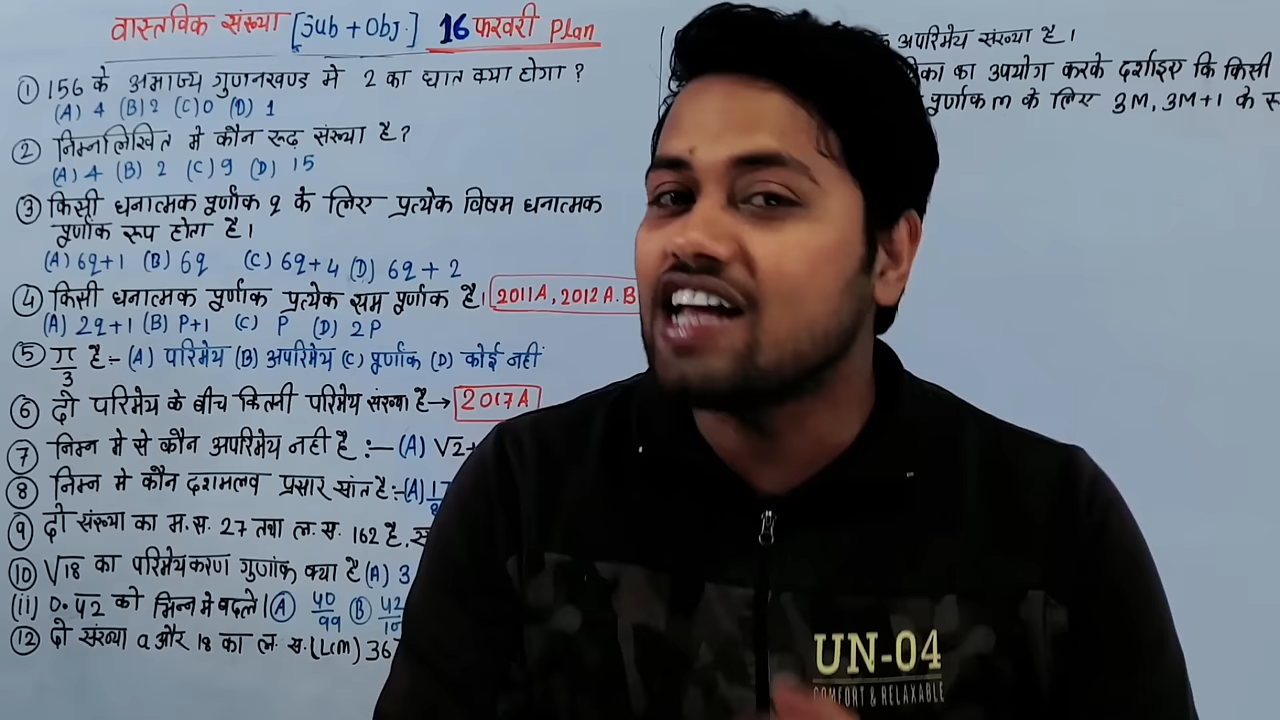 वास्तविक संख्या [Sub + Obj.] 16 फरवरी Plan
① 156 के अभाज्य गुणनखण्ड में 2 का घात क्या होगा ?
(A) 4 (B) 2 (C) 0 (D) 1
② निम्नलिखित में कौन रूढ़ संख्या है ?
(A) 4 (B) 2 (C) 9 (D) 15
③ किसी धनात्मक पूर्णांक q के लिए प्रत्येक विषम धनात्मक
पूर्णांक रूप होता है।
(A) 6q+1 (B) 6q (C) 6q+4 (D) 6q+2
④ किसी धनात्मक पूर्णांक प्रत्येक सम पूर्णांक है। 2011A, 2012A.B
(A) 2q+1 (B) P+1 (C) P (D) 2P
⑤ π/3 है :- (A) परिमेय (B) अपरिमेय (C) पूर्णांक (D) कोई नहीं
⑥ दो परिमेय के बीच कितनी परिमेय संख्या है → 2017A
⑦ निम्न में से कौन अपरिमेय नहीं है :— (A) √2+
⑧ निम्न में कौन दशमलव प्रसार सांत है :- (A) 17
⑨ दो संख्या का म.स. 27 तथा ल.स. 162 है.
⑩ √18 का परिमेयकरण गुणांक क्या है (A) 3
(ii) 0.42 को भिन्न में बदले। Ⓐ 40/99 Ⓑ 42
⑫ दो संख्या a और 18 का ल.स. (Lcm) 36
अपरिमेय संख्या है।
का उपयोग करके दर्शाइए कि किसी
पूर्णांक m के लिए 3M, 3M+1 के
UN-04
COMFORT & RELAXABLE